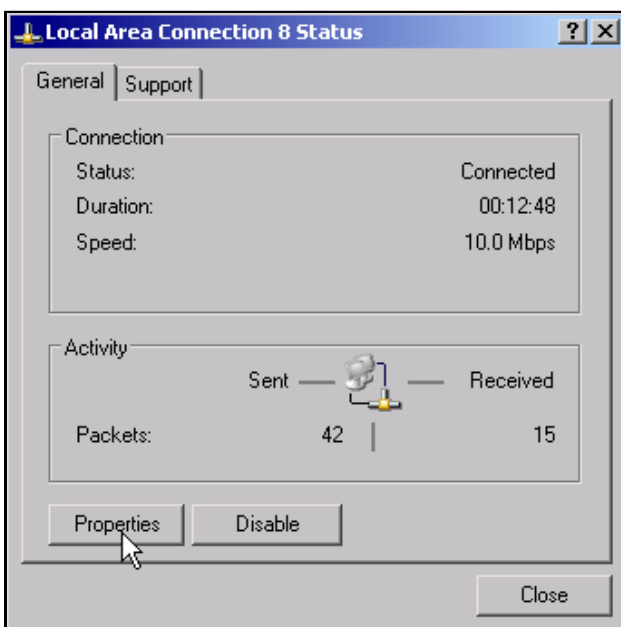 Local Area Connection 8 Status
General Support
Connection
Status: Connected
Duration: 00:12:48
Speed: 10.0 Mbps
Activity
Sent Received
Packets: 42 15
Properties Disable
Close